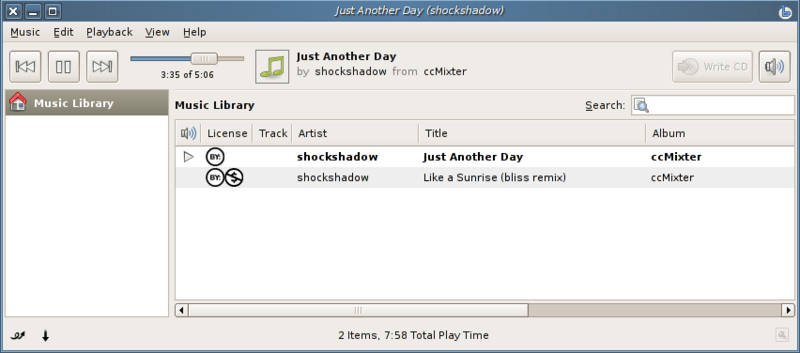 Just Another Day (shockshadow)
Music Edit Playback View Help
Just Another Day
by shockshadow from ccMixter
3:35 of 5:06
Write CD
Music Library
Music Library
Search:
License Track Artist Title Album
BY: shockshadow Just Another Day ccMixter
BY: $ shockshadow Like a Sunrise (bliss remix) ccMixter
2 Items, 7:58 Total Play Time